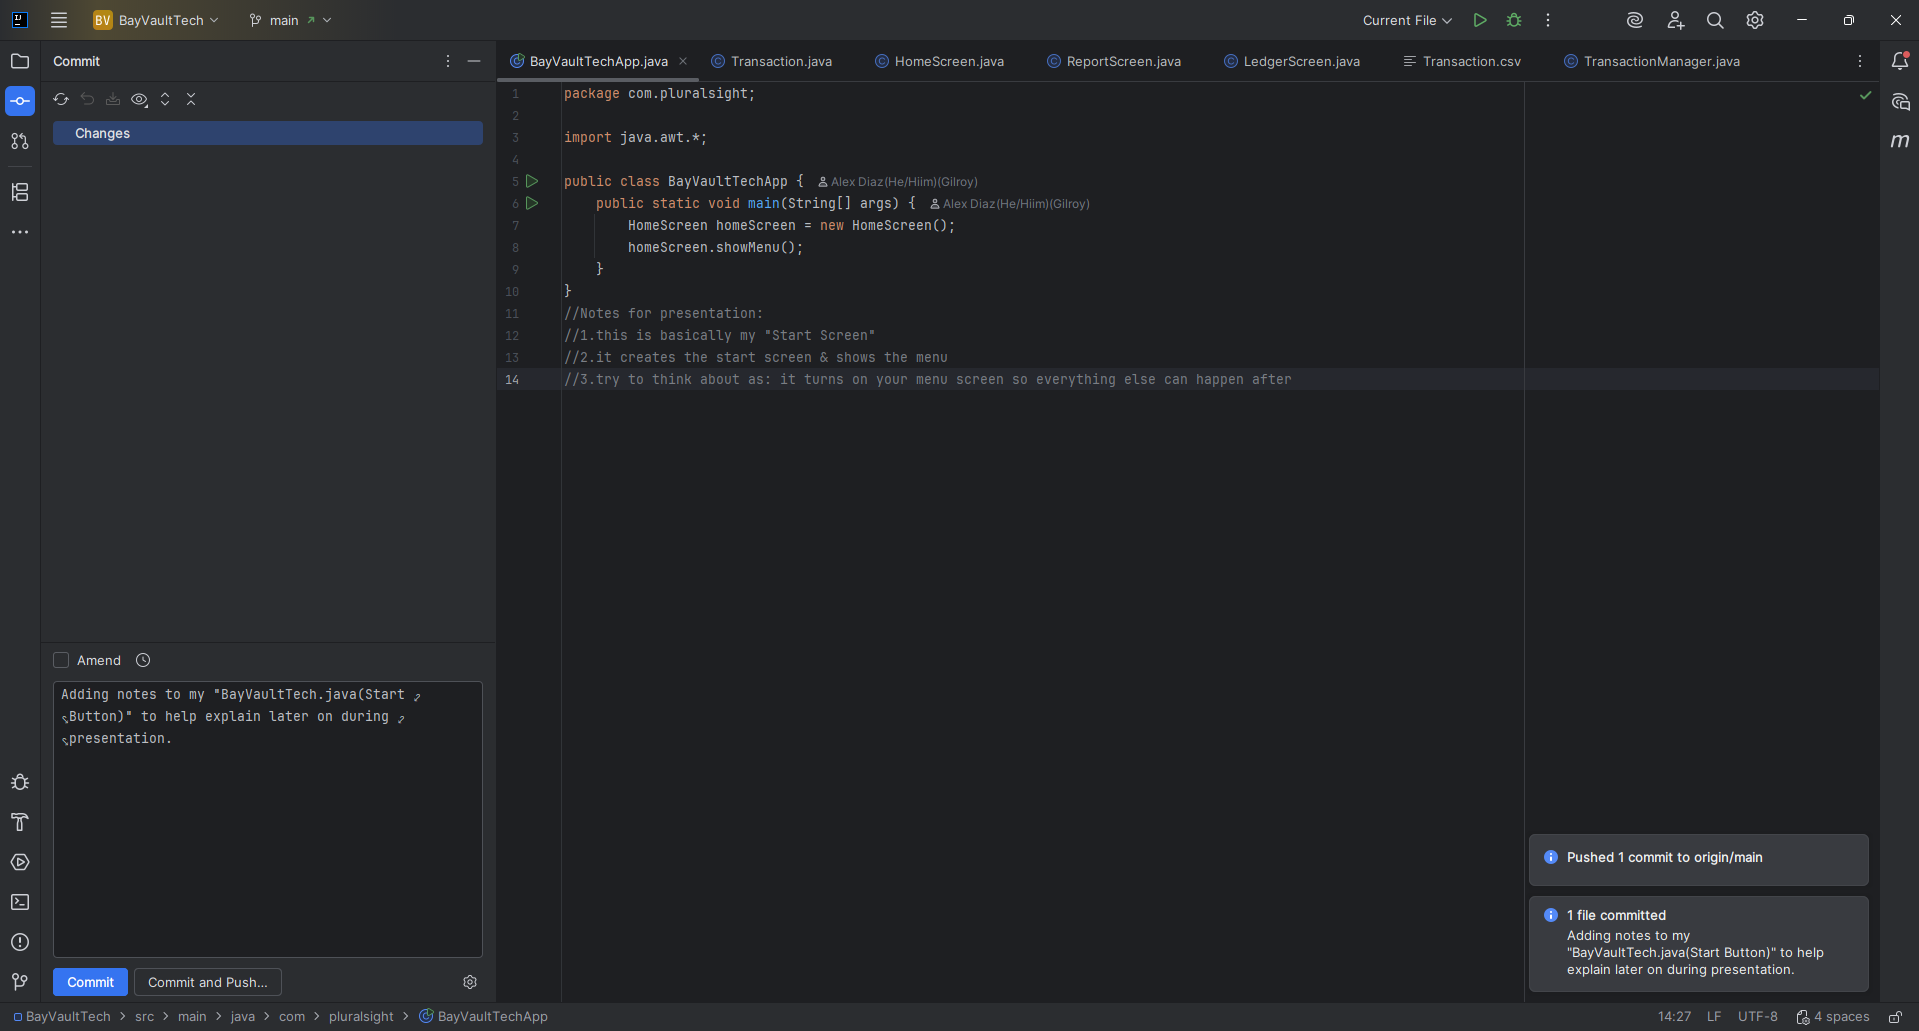 BV BayVaultTech main Current File
Commit
BayVaultTechApp.java Transaction.java HomeScreen.java ReportScreen.java LedgerScreen.java Transaction.csv TransactionManager.java
Changes
1 package com.pluralsight;
2
3 import java.awt.*;
4
5 public class BayVaultTechApp { Alex Diaz(He/Hiim)(Gilroy)
6 public static void main(String[] args) { Alex Diaz(He/Hiim)(Gilroy)
7 HomeScreen homeScreen = new HomeScreen();
8 homeScreen.showMenu();
9 }
10 }
11 //Notes for presentation:
12 //1.this is basically my "Start Screen"
13 //2.it creates the start screen & shows the menu
14 //3.try to think about as: it turns on your menu screen so everything else can happen after
Amend
Adding notes to my "BayVaultTech.java(Start
Button)" to help explain later on during
presentation.
Commit Commit and Push...
Pushed 1 commit to origin/main
1 file committed
Adding notes to my
"BayVaultTech.java(Start Button)" to help
explain later on during presentation.
BayVaultTech > src > main > java > com > pluralsight > BayVaultTechApp
14:27 LF UTF-8 4 spaces